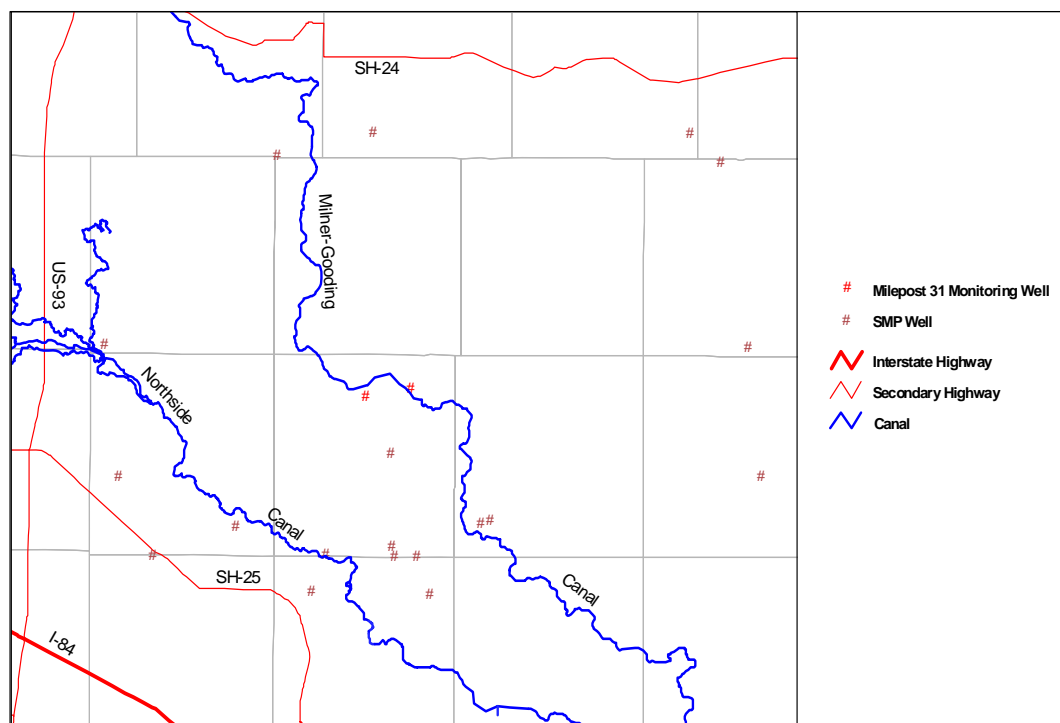 SH-24
Milner-Gooding
US-93
Northside
Canal
SH-25
Canal
I-84
# Milepost 31 Monitoring Well
# SMP Well
Interstate Highway
Secondary Highway
Canal